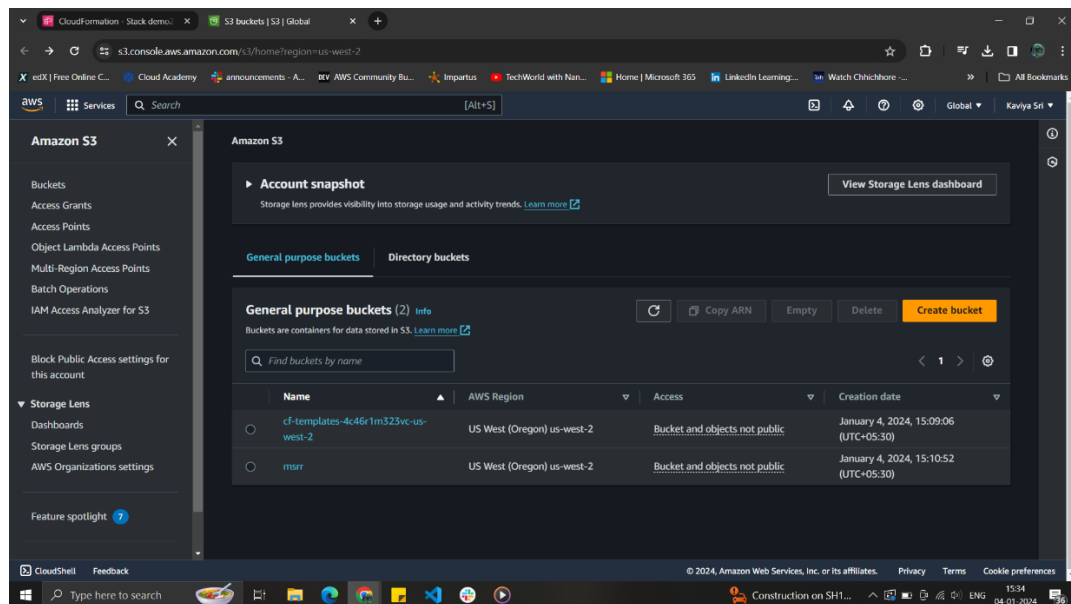 CloudFormation - Stack demo2
S3 buckets | S3 | Global
s3.console.aws.amazon.com/s3/home?region=us-west-2
edX | Free Online C...
Cloud Academy
announcements - A...
DEV
AWS Community Bu...
Impartus
TechWorld with Nan...
Home | Microsoft 365
LinkedIn Learning:...
Watch Chhichhore -...
»
All Bookmarks
aws
Services
Search
[Alt+S]
Global
Kaviya Sri
Amazon S3
Buckets
Access Grants
Access Points
Object Lambda Access Points
Multi-Region Access Points
Batch Operations
IAM Access Analyzer for S3
Block Public Access settings for
this account
Storage Lens
Dashboards
Storage Lens groups
AWS Organizations settings
Feature spotlight 7
Amazon S3
Account snapshot
Storage lens provides visibility into storage usage and activity trends. Learn more
View Storage Lens dashboard
General purpose buckets
Directory buckets
General purpose buckets (2) Info
Buckets are containers for data stored in S3. Learn more
Copy ARN
Empty
Delete
Create bucket
Find buckets by name
1
Name
AWS Region
Access
Creation date
cf-templates-4c46r1m323vc-us-
west-2
US West (Oregon) us-west-2
Bucket and objects not public
January 4, 2024, 15:09:06
(UTC+05:30)
msrr
US West (Oregon) us-west-2
Bucket and objects not public
January 4, 2024, 15:10:52
(UTC+05:30)
CloudShell
Feedback
© 2024, Amazon Web Services, Inc. or its affiliates.
Privacy
Terms
Cookie preferences
Type here to search
Construction on SH1...
ENG
15:34
04-01-2024
36